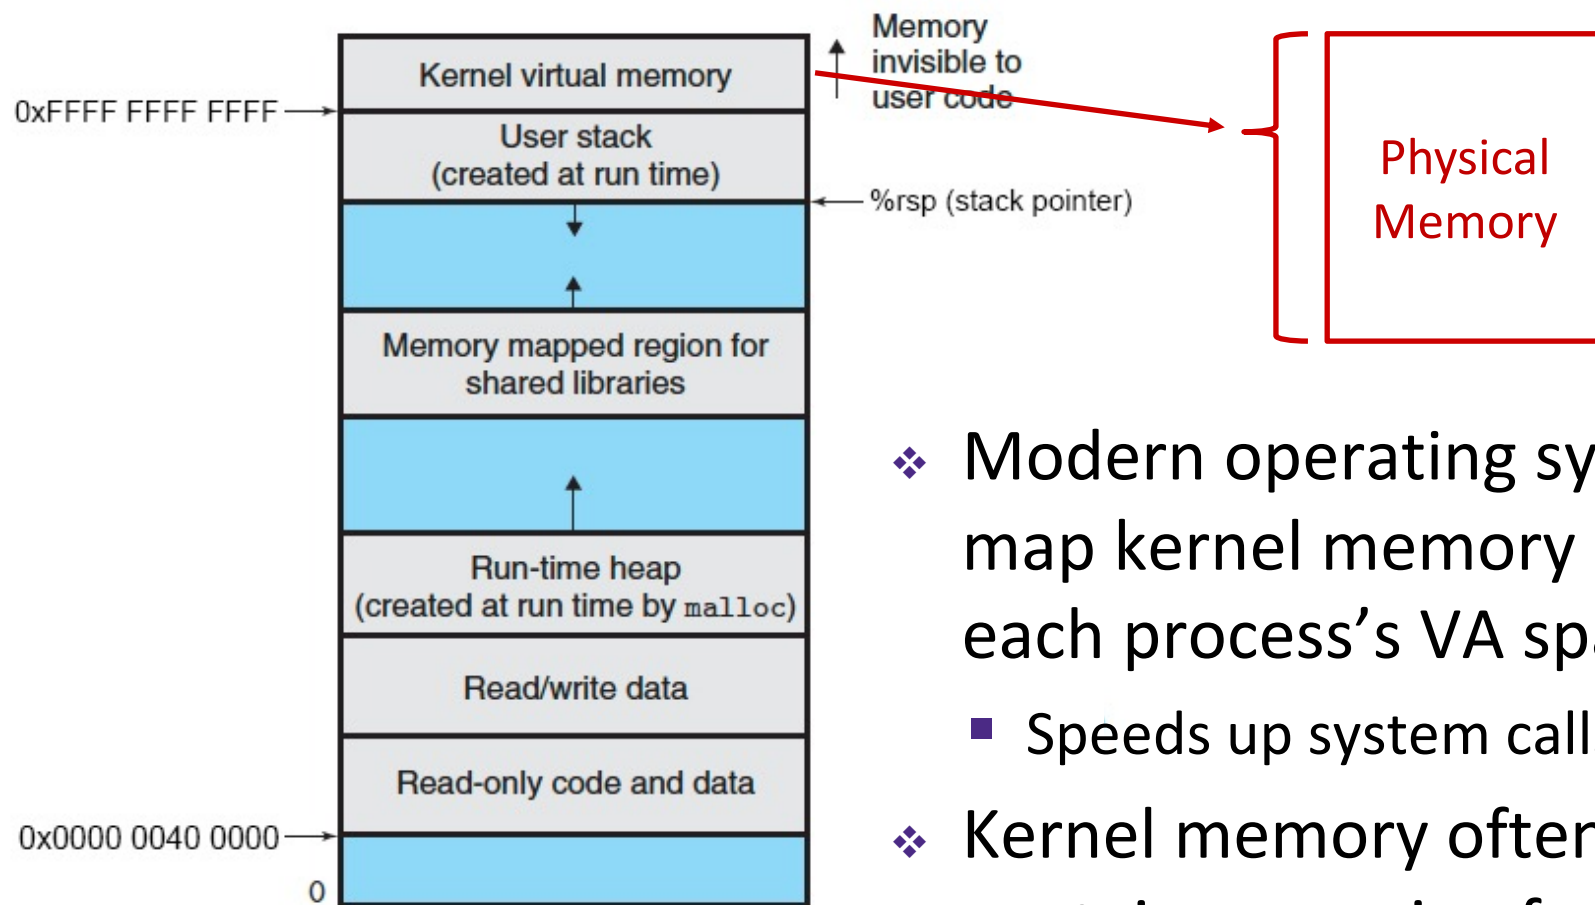 Memory
invisible to
user code
Kernel virtual memory
0xFFFF FFFF FFFF
User stack
(created at run time)
%rsp (stack pointer)
Physical
Memory
Memory mapped region for
shared libraries
Run-time heap
(created at run time by malloc)
Read/write data
Read-only code and data
0x0000 0040 0000
0
❖ Modern operating sy
map kernel memory
each process’s VA spa
■ Speeds up system call
❖ Kernel memory often